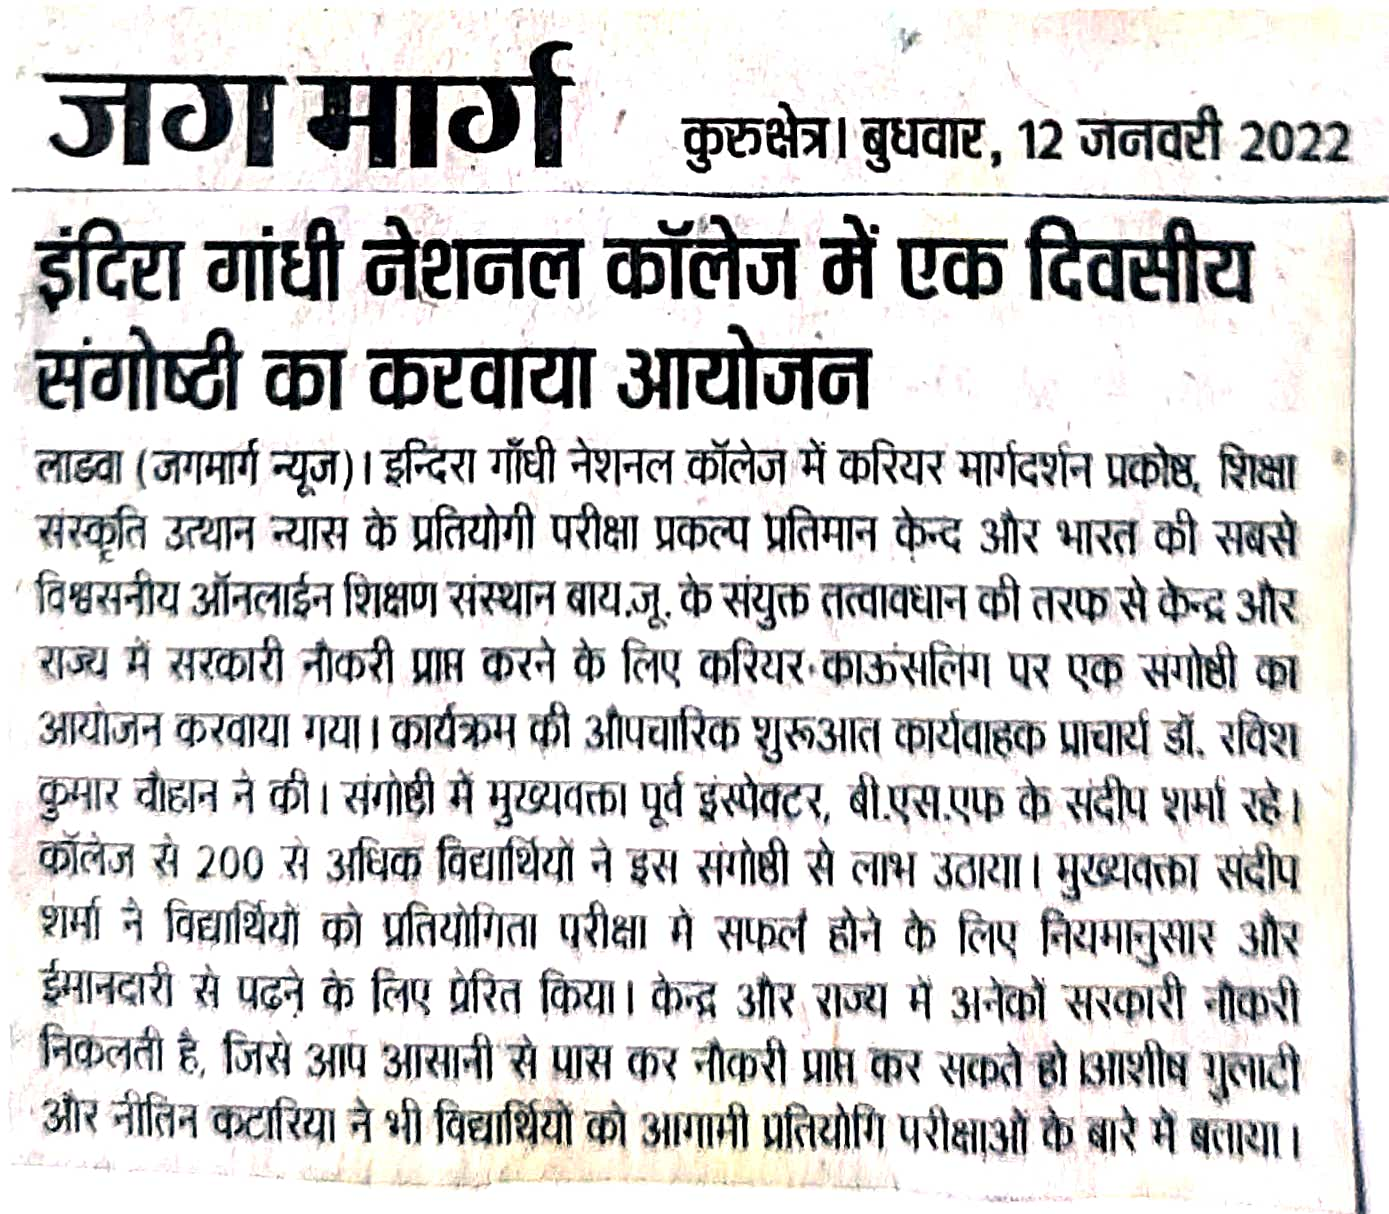 जग मार्ग
कुरुक्षेत्र। बुधवार, 12 जनवरी 2022
इंदिरा गांधी नेशनल कॉलेज में एक दिवसीय
संगोष्ठी का करवाया आयोजन
लाडवा (जगमार्ग न्यूज)। इन्दिरा गाँधी नेशनल कॉलेज में करियर मार्गदर्शन प्रकोष्ठ, शिक्षा
संस्कृति उत्थान न्यास के प्रतियोगी परीक्षा प्रकल्प प्रतिमान केन्द और भारत की सबसे
विश्वसनीय ऑनलाईन शिक्षण संस्थान बाय.जू. के संयुक्त तत्वावधान की तरफ से केन्द्र और
राज्य में सरकारी नौकरी प्राप्त करने के लिए करियर काऊंसलिंग पर एक संगोष्ठी का
आयोजन करवाया गया। कार्यक्रम की औपचारिक शुरूआत कार्यवाहक प्राचार्य डॉ. रविश
कुमार चौहान ने की। संगोष्ठी में मुख्यवक्ता पूर्व इंस्पेक्टर, बी.एस.एफ के संदीप शर्मा रहे।
कॉलेज से 200 से अधिक विद्यार्थियों ने इस संगोष्ठी से लाभ उठाया। मुख्यवक्ता संदीप
शर्मा ने विद्यार्थियों को प्रतियोगिता परीक्षा में सफल होने के लिए नियमानुसार और
ईमानदारी से पढने के लिए प्रेरित किया। केन्द्र और राज्य में अनेकों सरकारी नौकरी
निकलती है, जिसे आप आसानी से पास कर नौकरी प्राप्त कर सकते हो।आशीष गुलाटी
और नीतिन कटारिया ने भी विद्यार्थियों को आगामी प्रतियोगि परीक्षाओं के बारे में बताया।